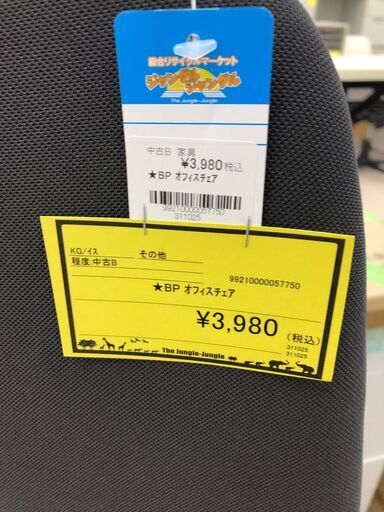 総合リサイクルマーケット
ジャングルジャングル
The Jungle-Jungle
中古B 家具
¥3,980税込
★BP オフィスチェア
99210000057750
311025
KG/イス その他
程度:中古B
99210000057750
★BP オフィスチェア
¥3,980 (税込)
311025
311025
The Jungle-Jungle